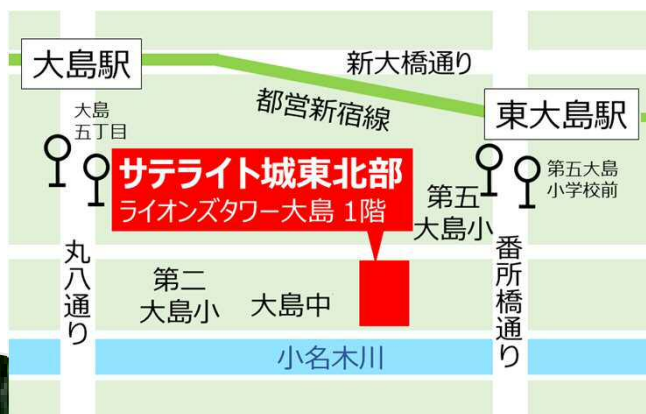 大島駅
新大橋通り
都営新宿線
東大島駅
大島
五丁目
サテライト城東北部
ライオンズタワー大島 1階
第五大島
小学校前
第五
大島小
丸八通り
第二
大島小
大島中
番所橋通り
小名木川